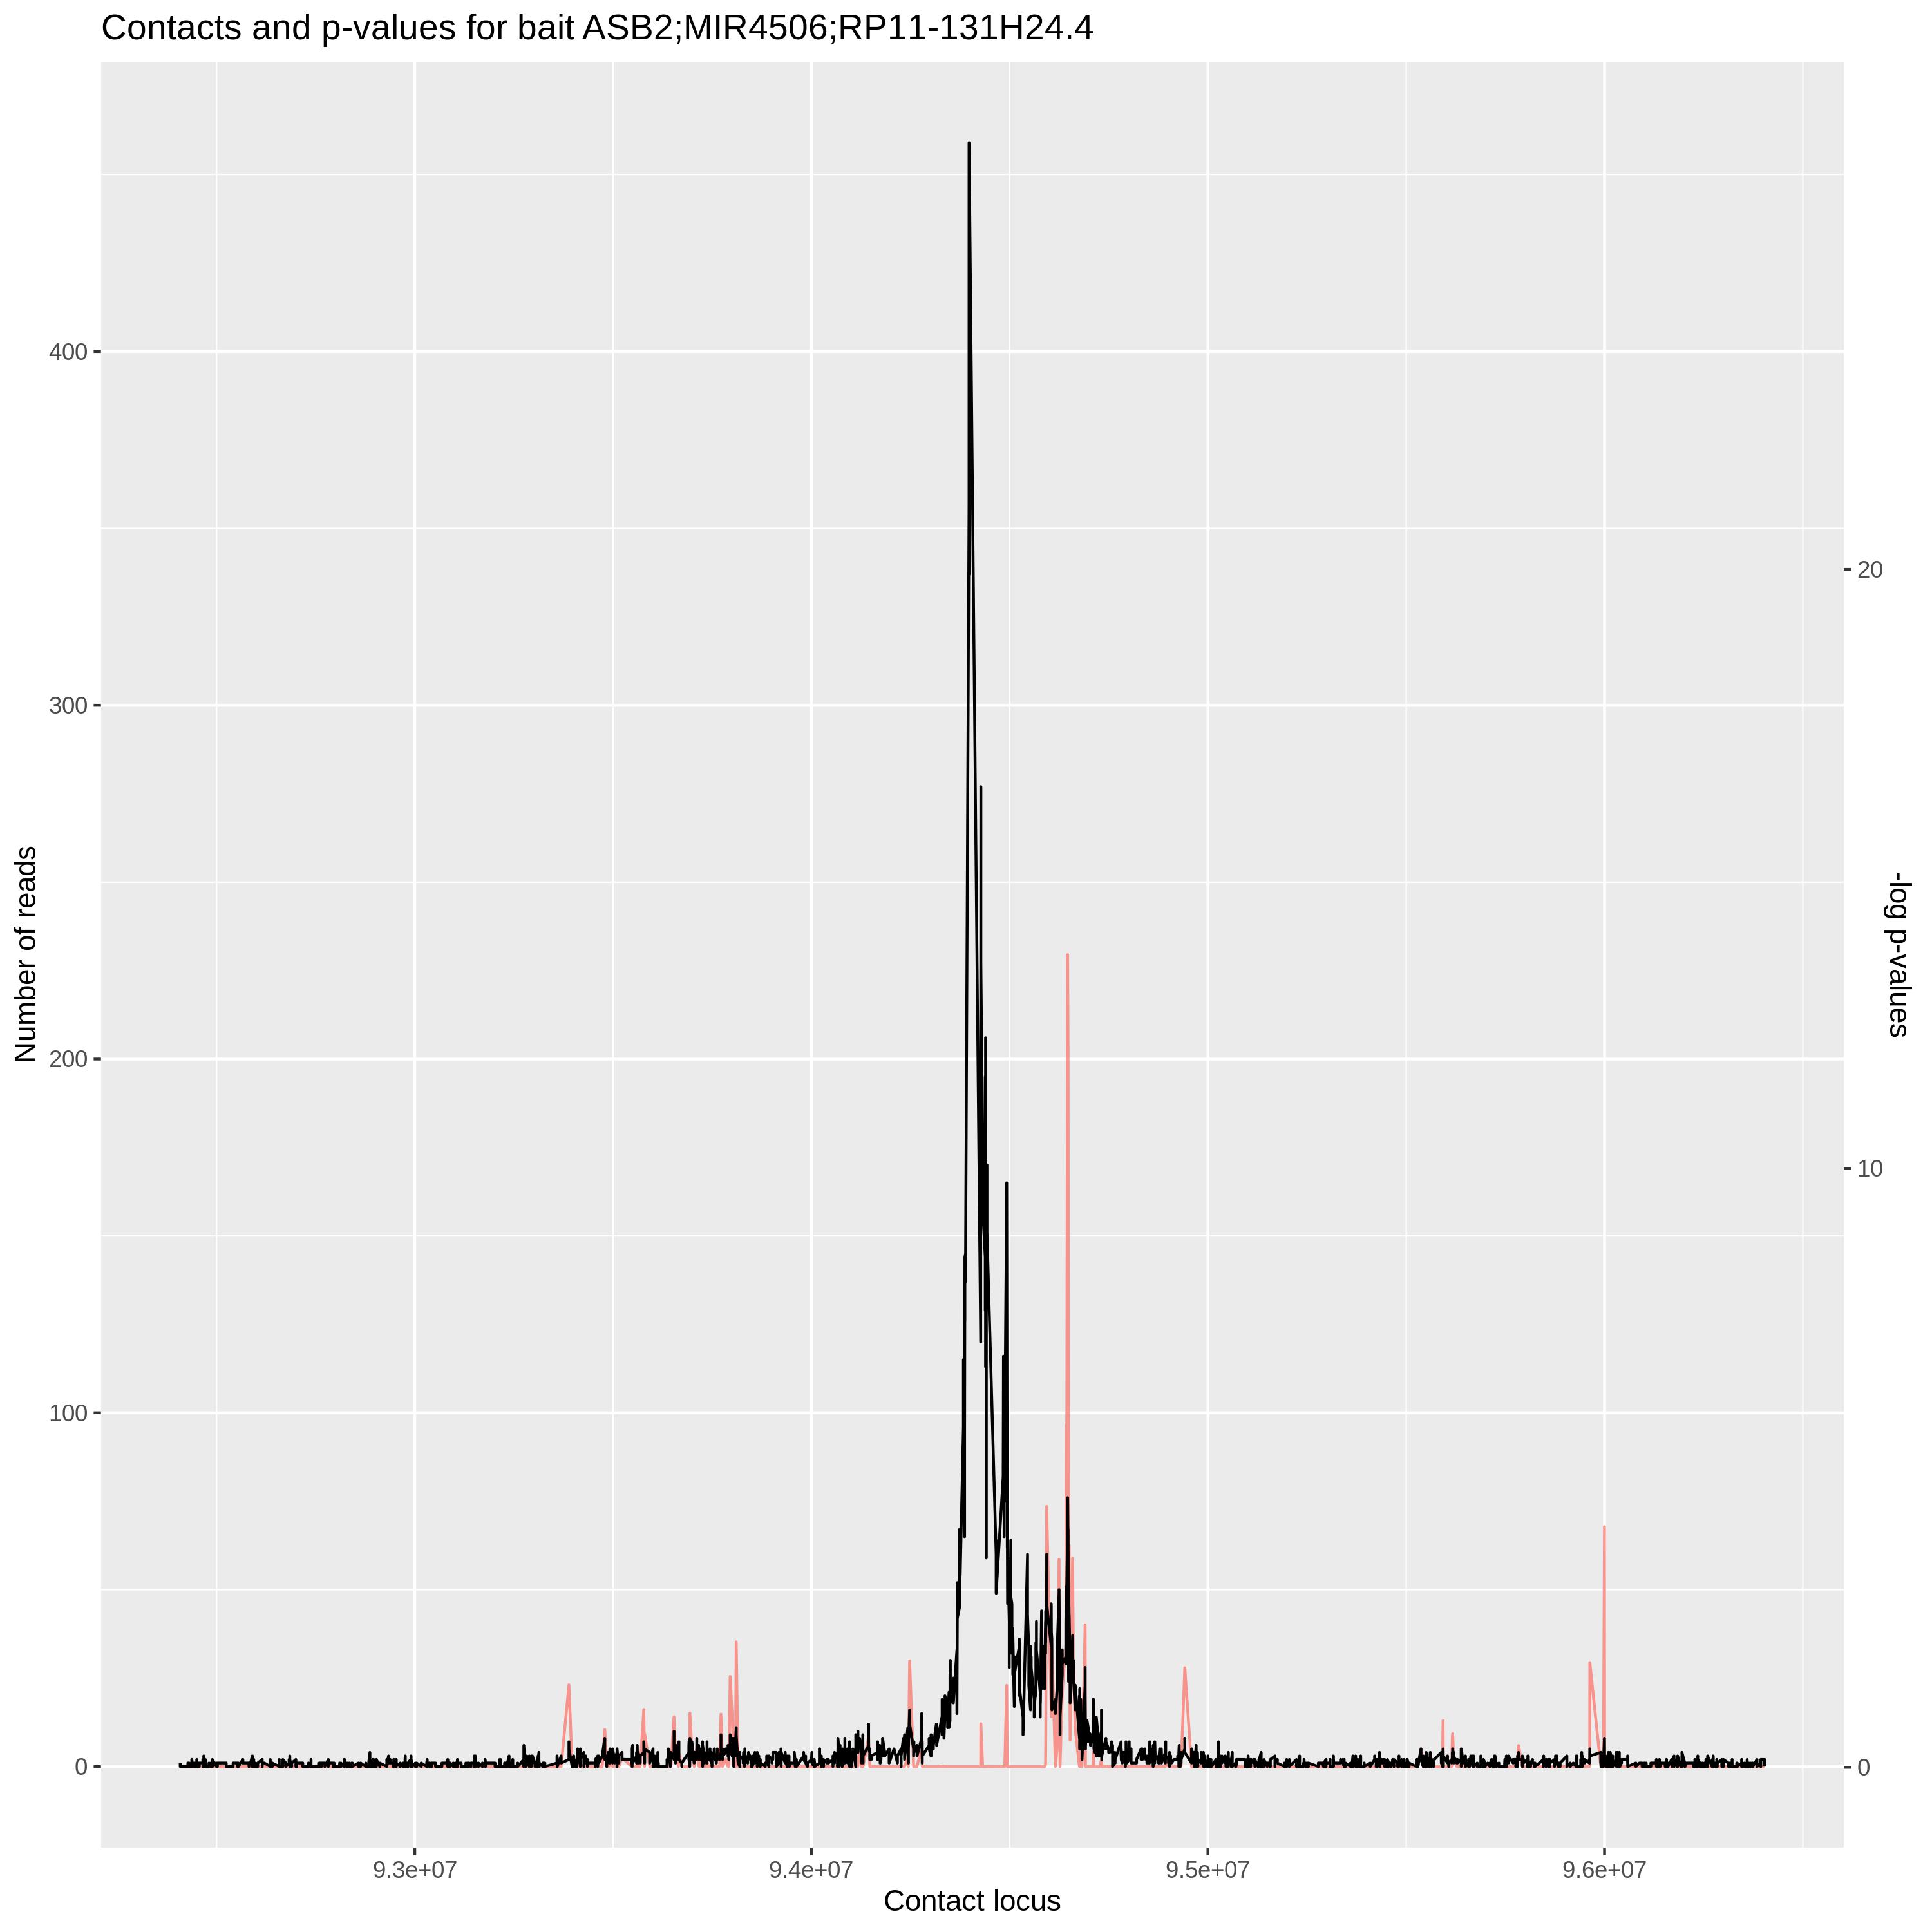 Contacts and p-values for bait ASB2;MIR4506;RP11-131H24.4
400
300
200
100
0
Number of reads
20
10
0
-log p-values
9.3e+07
9.4e+07
9.5e+07
9.6e+07
Contact locus